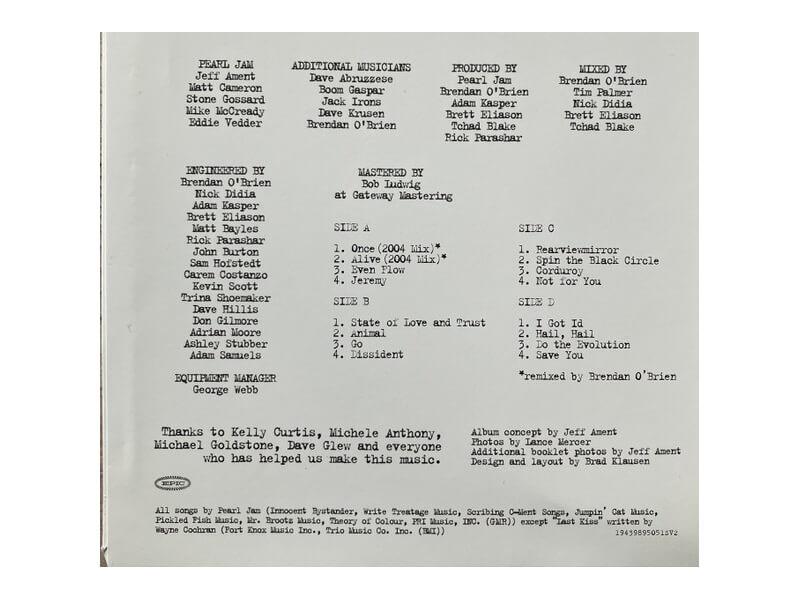 PEARL JAM
Jeff Ament
Matt Cameron
Stone Gossard
Mike McCready
Eddie Vedder
ADDITIONAL MUSICIANS
Dave Abruzzese
Boom Gaspar
Jack Irons
Dave Krusen
Brendan O'Brien
PRODUCED BY
Pearl Jam
Brendan O'Brien
Adam Kasper
Brett Eliason
Tchad Blake
Rick Parashar
MIXED BY
Brendan O'Brien
Tim Palmer
Nick Didia
Brett Eliason
Tchad Blake
ENGINEERED BY
Brendan O'Brien
Nick Didia
Adam Kasper
Brett Eliason
Matt Bayles
Rick Parashar
John Burton
Sam Hofstedt
Carem Costanzo
Kevin Scott
Trina Shoemaker
Dave Hillis
Don Gilmore
Adrian Moore
Ashley Stubber
Adam Samuels
EQUIPMENT MANAGER
George Webb
MASTERED BY
Bob Ludwig
at Gateway Mastering
SIDE A
1. Once (2004 Mix)*
2. Alive (2004 Mix)*
3. Even Flow
4. Jeremy
SIDE B
1. State of Love and Trust
2. Animal
3. Go
4. Dissident
SIDE C
1. Rearviewmirror
2. Spin the Black Circle
3. Corduroy
4. Not for You
SIDE D
1. I Got Id
2. Hail, Hail
3. Do the Evolution
4. Save You
*remixed by Brendan O'Brien
Thanks to Kelly Curtis, Michele Anthony,
Michael Goldstone, Dave Glew and everyone
who has helped us make this music.
Album concept by Jeff Ament
Photos by Lance Mercer
Additional booklet photos by Jeff Ament
Design and layout by Brad Klausen
EPIC
All songs by Pearl Jam (Innocent Bystander, Write Treatage Music, Scribing C-Ment Songs, Jumpin' Cat Music,
Pickled Fish Music, Mr. Brootz Music, Theory of Colour, PRI Music, INC. (GMR)) except "Last Kiss" written by
Wayne Cochran (Fort Knox Music Inc., Trio Music Co. Inc. (BMI))
19439895051SV2